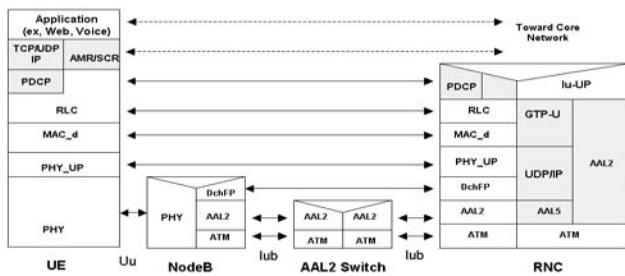 Application
(ex, Web, Voice)
Toward Core
Network
TCP/UDP
IP
AMR/SCR
PDCP
RLC
MAC_d
PHY_UP
PHY
UE
Uu
PHY
DchFP
AAL2
ATM
NodeB
Iub
AAL2
AAL2
ATM
ATM
AAL2 Switch
Iub
PDCP
Iu-UP
RLC
GTP-U
MAC_d
AAL2
PHY_UP
UDP/IP
DchFP
AAL2
AAL5
ATM
ATM
RNC